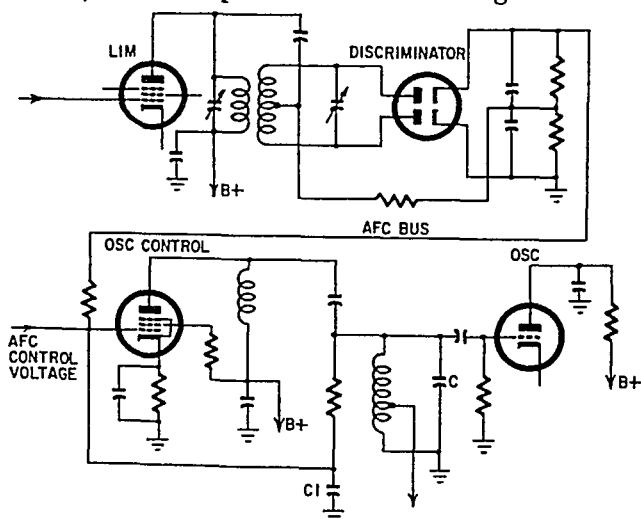 LIM
DISCRIMINATOR
B+
AFC BUS
OSC CONTROL
OSC
AFC
CONTROL
VOLTAGE
C
B+
B+
C1